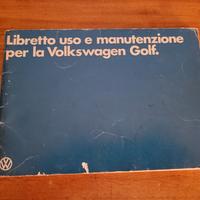 Libretto uso e manutenzione
per la Volkswagen Golf.